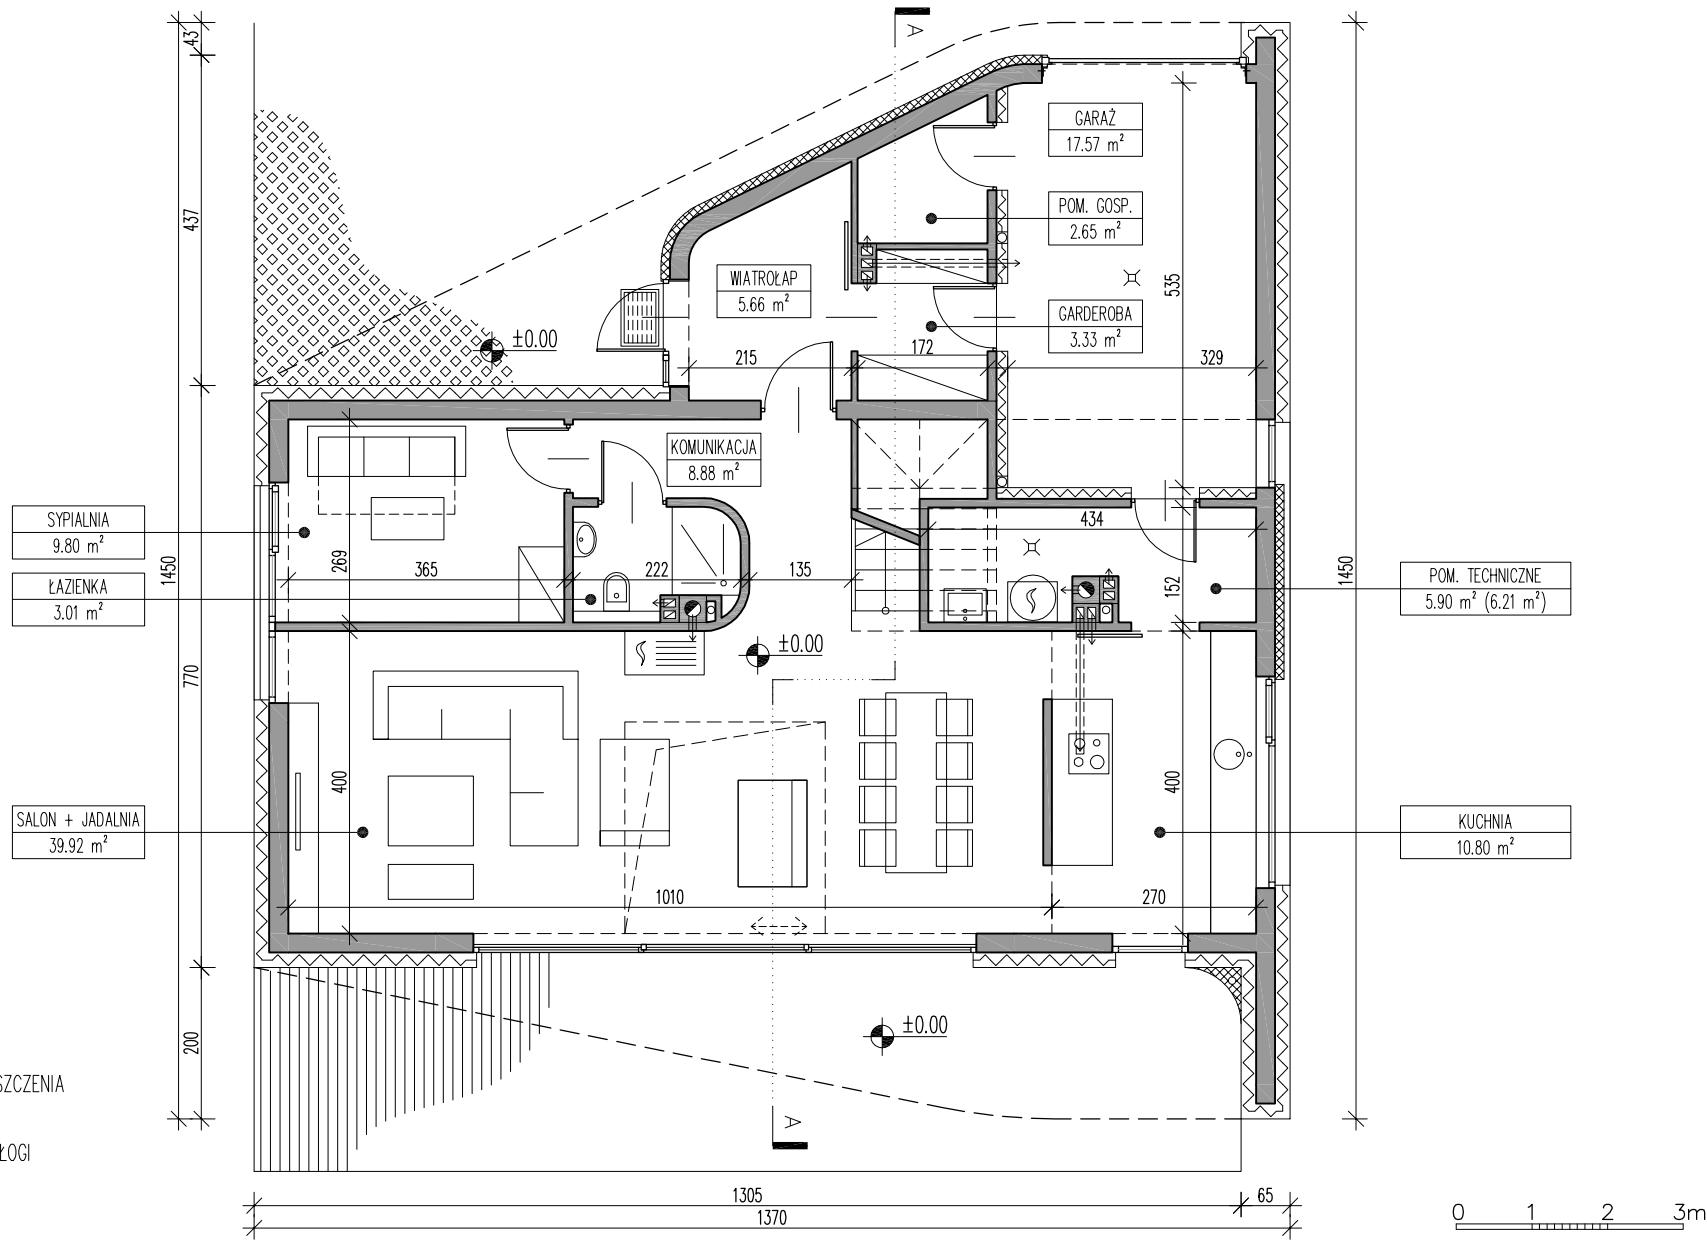 A
43
437
1450
770
200
GARAŻ
17.57 m²
POM. GOSP.
2.65 m²
WIATROŁAP
5.66 m²
GARDEROBA
3.33 m²
535
±0.00
215
172
329
KOMUNIKACJA
8.88 m²
SYPIALNIA
9.80 m²
ŁAZIENKA
3.01 m²
269
365
222
135
434
152
1450
POM. TECHNICZNE
5.90 m² (6.21 m²)
±0.00
400
400
SALON + JADALNIA
39.92 m²
KUCHNIA
10.80 m²
1010
270
±0.00
SZCZENIA
ŁOGI
A
1305
65
1370
0 1 2 3m